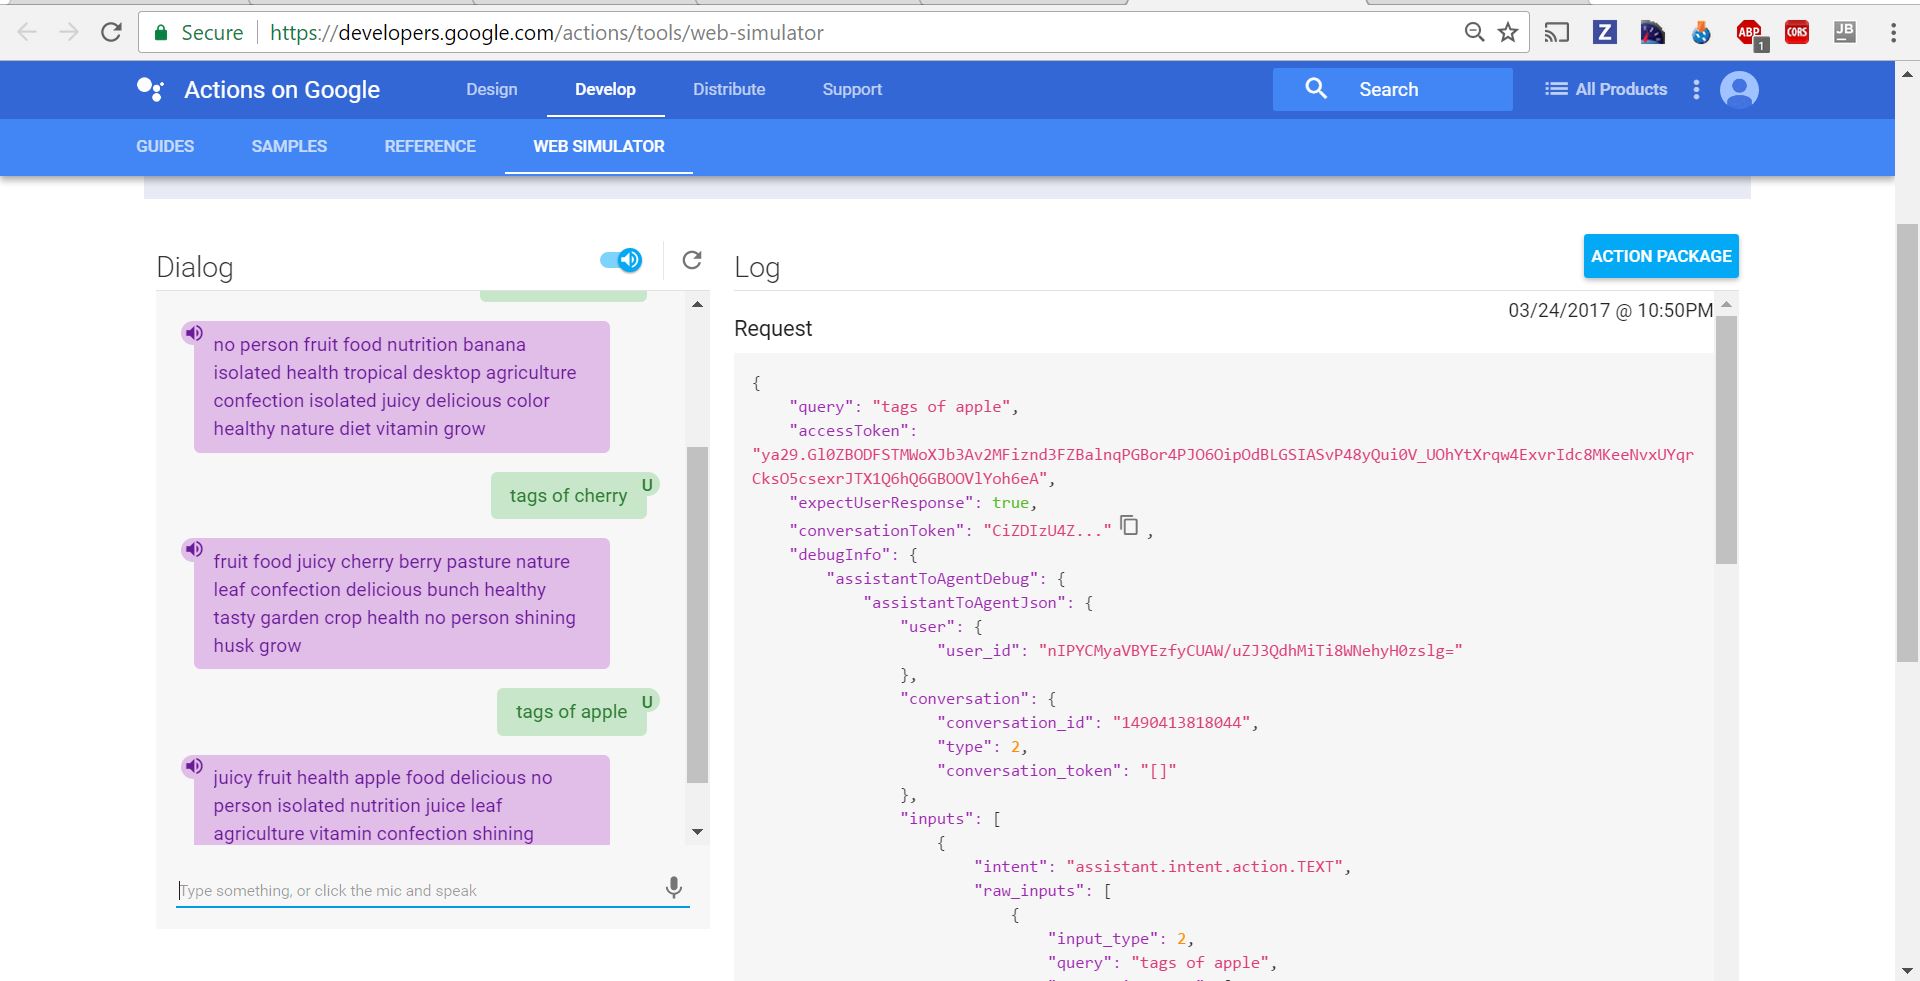 Secure
https://developers.google.com/actions/tools/web-simulator
Z
ABP
1
CORS
JB
Actions on Google
Design
Develop
Distribute
Support
Search
All Products
GUIDES
SAMPLES
REFERENCE
WEB SIMULATOR
Dialog
no person fruit food nutrition banana
isolated health tropical desktop agriculture
confection isolated juicy delicious color
healthy nature diet vitamin grow
tags of cherry
U
fruit food juicy cherry berry pasture nature
leaf confection delicious bunch healthy
tasty garden crop health no person shining
husk grow
tags of apple
U
juicy fruit health apple food delicious no
person isolated nutrition juice leaf
agriculture vitamin confection shining
Type something, or click the mic and speak
Log
ACTION PACKAGE
03/24/2017 @ 10:50PM
Request
{
"query": "tags of apple",
"accessToken":
"ya29.Gl0ZBODFSTMWoXJb3Av2MFiznd3FZBalnqPGBor4PJO6OipOdBLGSIASvP48yQui0V_UOhYtXrqw4ExvrIdc8MKeeNvxUYqr
CksO5csexrJTX1Q6hQ6GBOOVlYoh6eA",
"expectUserResponse": true,
"conversationToken": "CiZDIzU4Z..." ,
"debugInfo": {
"assistantToAgentDebug": {
"assistantToAgentJson": {
"user": {
"user_id": "nIPYCMyaVBYEzfyCUAW/uZJ3QdhMiTi8WNehyH0zslg="
},
"conversation": {
"conversation_id": "1490413818044",
"type": 2,
"conversation_token": "[]"
},
"inputs": [
{
"intent": "assistant.intent.action.TEXT",
"raw_inputs": [
{
"input_type": 2,
"query": "tags of apple",